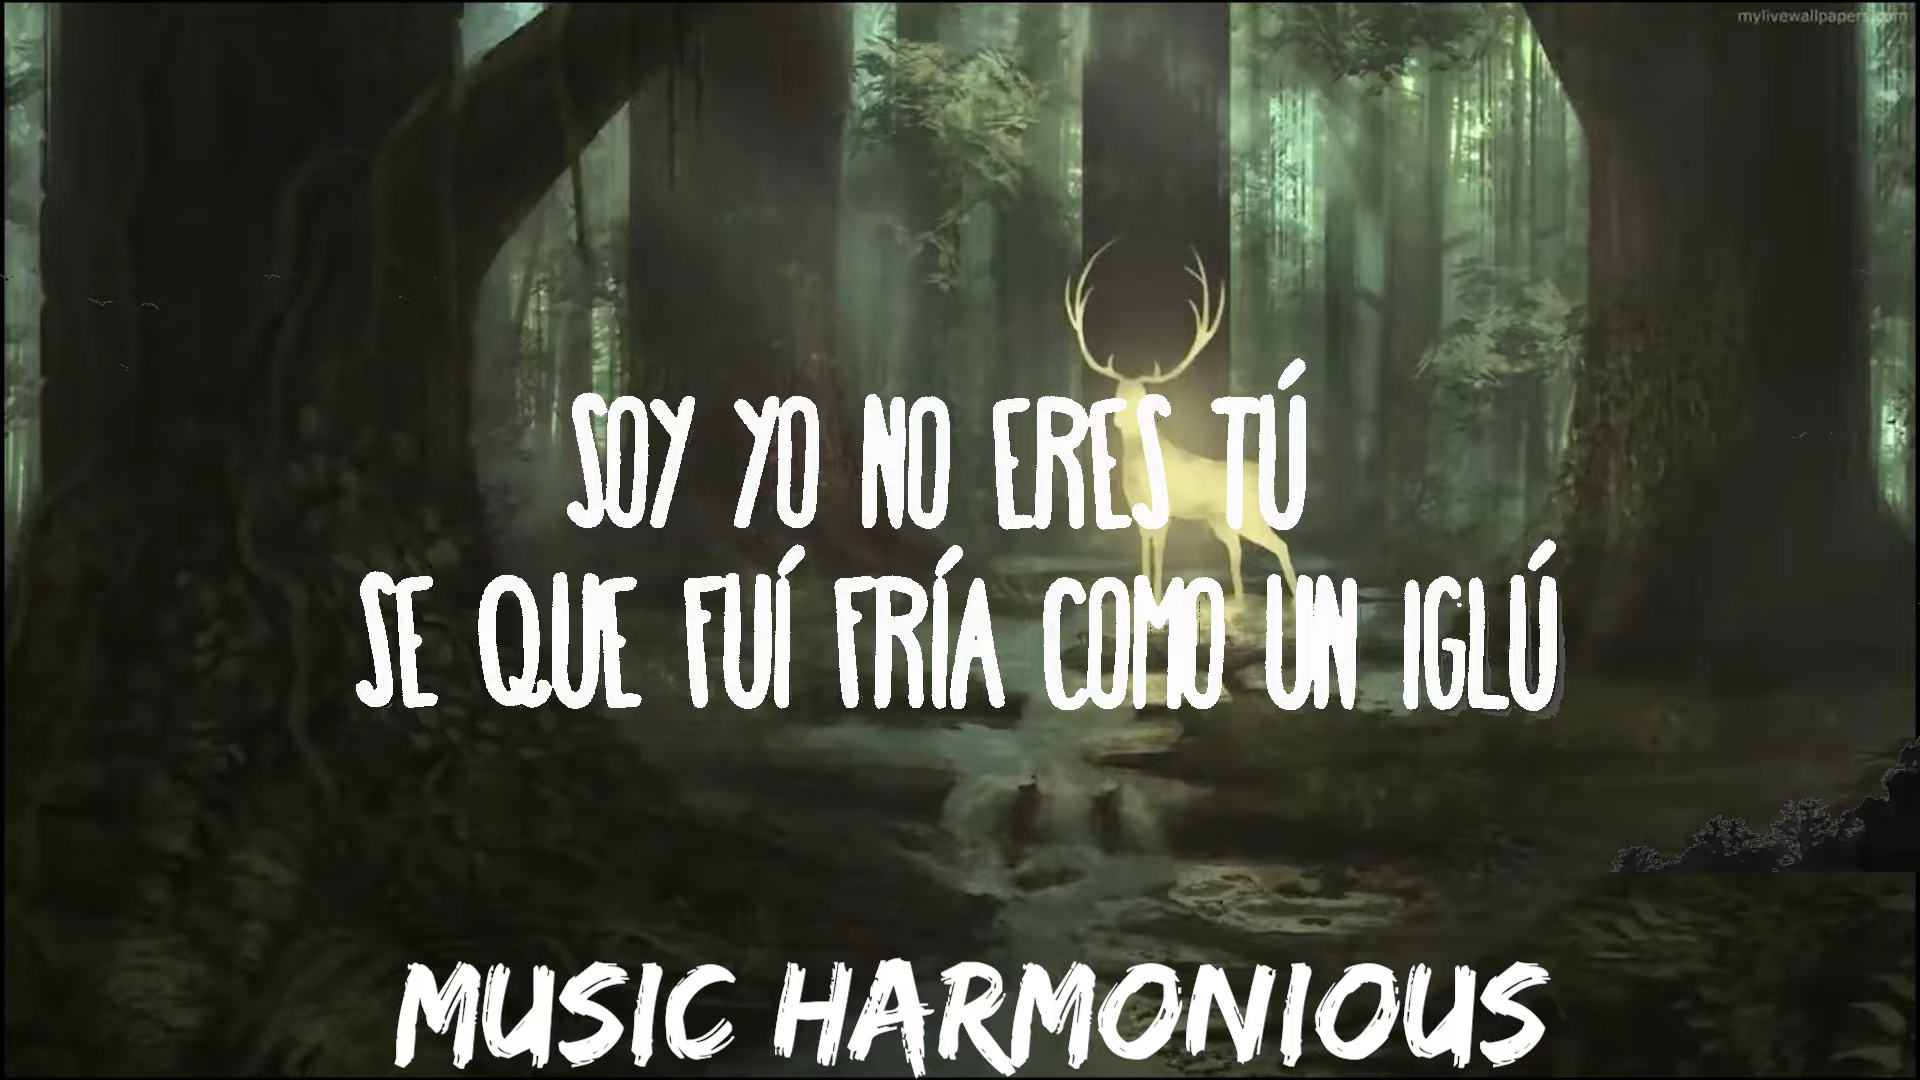 mylivewallpapers.com
SOY YO NO ERES TÚ
SE QUE FUÍ FRÍA COMO UN IGLÚ
MUSIC HARMONIOUS